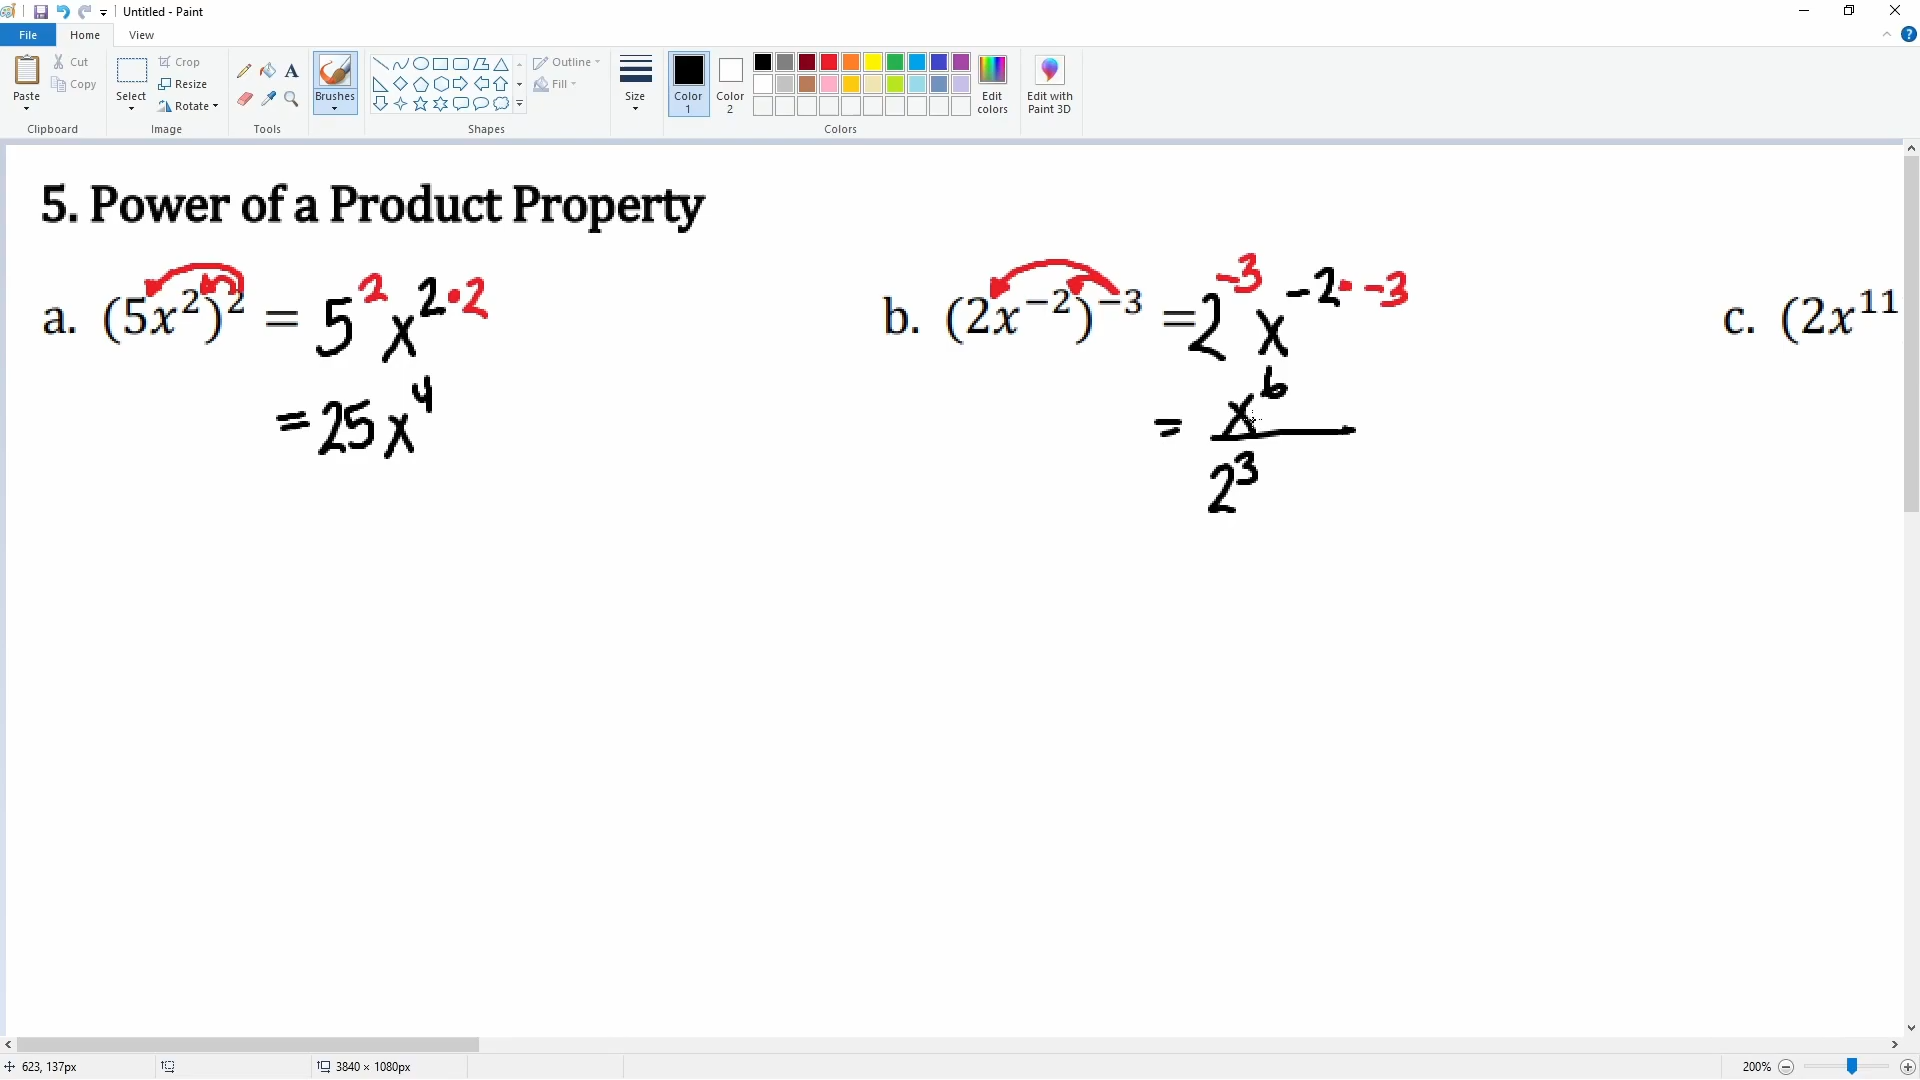 Untitled - Paint
File Home View
Paste
Cut
Copy
Clipboard
Select
Crop
Resize
Rotate
Image
Tools
Brushes
Shapes
Outline
Fill
Size
Color 1
Color 2
Colors
Edit colors
Edit with Paint 3D
5. Power of a Product Property
a. (5x²)² = 5² x²·²
= 25x⁴
b. (2x⁻²)⁻³ = 2⁻³ x⁻²·⁻³
= x⁶
2³
c. (2x¹¹
623, 137px
3840 × 1080px
200%